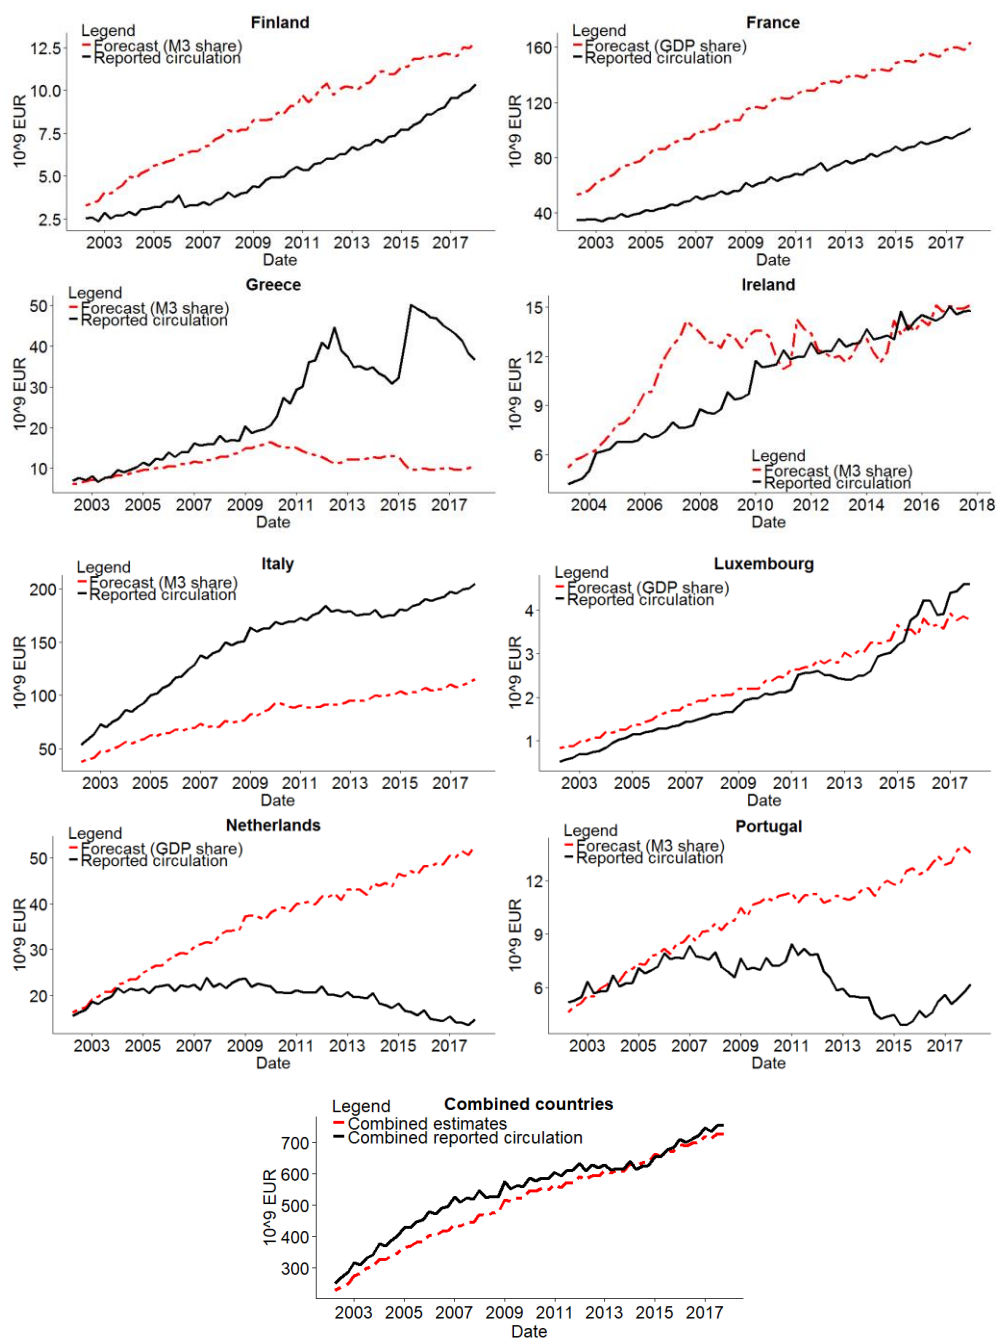 Finland
Legend
Forecast (M3 share)
Reported circulation
10^9 EUR
12.5
10.0
7.5
5.0
2.5
2003 2005 2007 2009 2011 2013 2015 2017
Date
France
Legend
Forecast (GDP share)
Reported circulation
10^9 EUR
160
120
80
40
2003 2005 2007 2009 2011 2013 2015 2017
Date
Greece
Legend
Forecast (M3 share)
Reported circulation
10^9 EUR
50
40
30
20
10
2003 2005 2007 2009 2011 2013 2015 2017
Date
Ireland
10^9 EUR
15
12
9
6
Legend
Forecast (M3 share)
Reported circulation
2004 2006 2008 2010 2012 2014 2016 2018
Date
Italy
Legend
Forecast (M3 share)
Reported circulation
10^9 EUR
200
150
100
50
2003 2005 2007 2009 2011 2013 2015 2017
Date
Luxembourg
Legend
Forecast (GDP share)
Reported circulation
10^9 EUR
4
3
2
1
2003 2005 2007 2009 2011 2013 2015 2017
Date
Netherlands
Legend
Forecast (GDP share)
Reported circulation
10^9 EUR
50
40
30
20
2003 2005 2007 2009 2011 2013 2015 2017
Date
Portugal
Legend
Forecast (M3 share)
Reported circulation
10^9 EUR
12
9
6
2003 2005 2007 2009 2011 2013 2015 2017
Date
Combined countries
Legend
Combined estimates
Combined reported circulation
10^9 EUR
700
600
500
400
300
2003 2005 2007 2009 2011 2013 2015 2017
Date